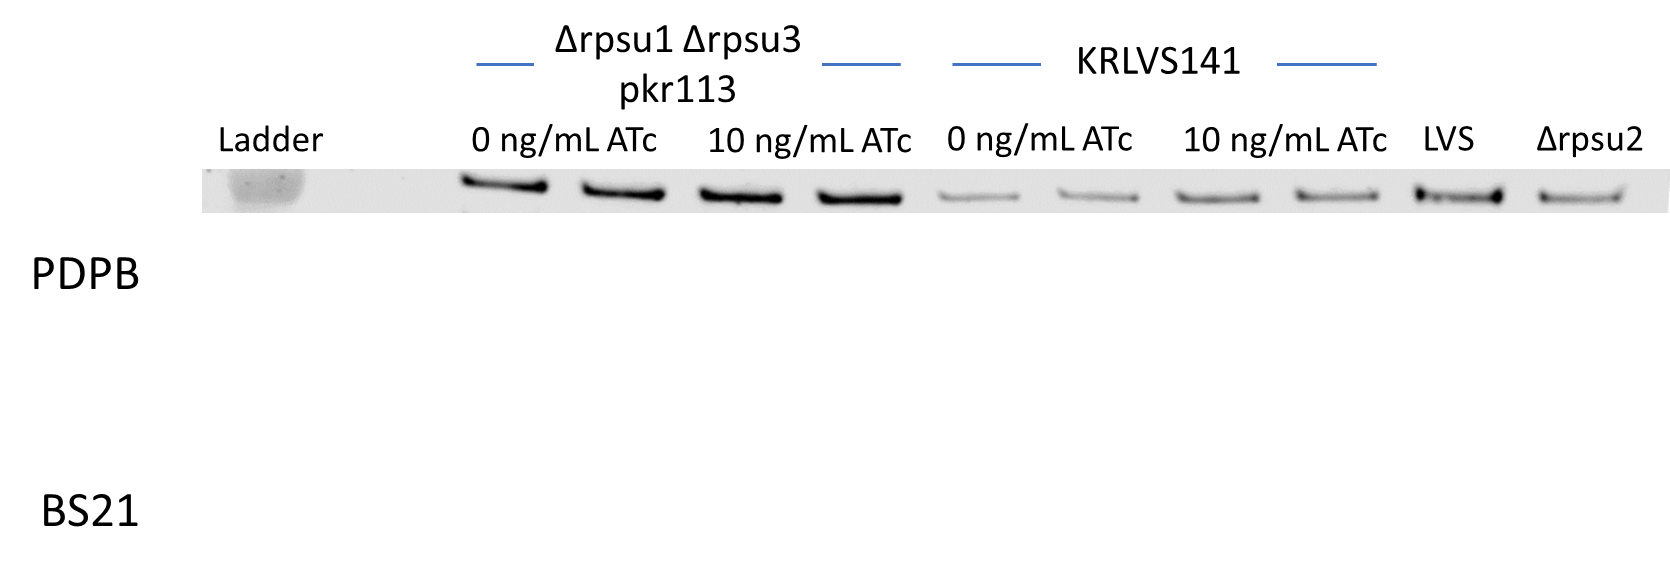 Δrpsu1 Δrpsu3
pkr113
KRLVS141
Ladder 0 ng/mL ATc 10 ng/mL ATc 0 ng/mL ATc 10 ng/mL ATc LVS Δrpsu2
PDPB
BS21